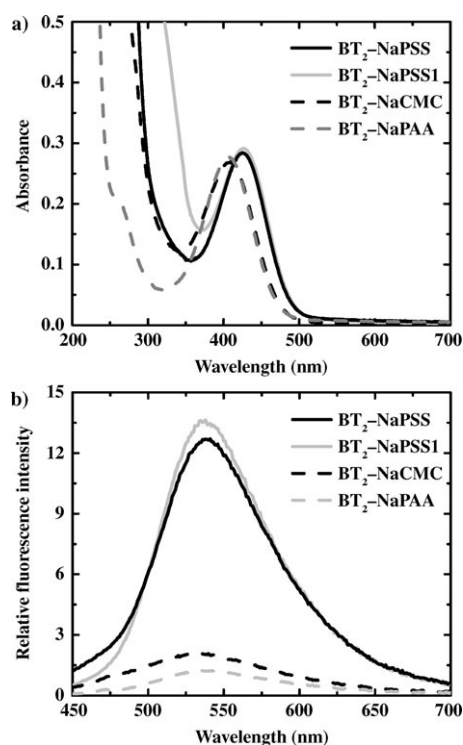 a)
0.5
0.4
0.3
0.2
0.1
0.0
Absorbance
BT₂–NaPSS
BT₂–NaPSS1
BT₂–NaCMC
BT₂–NaPAA
200 300 400 500 600 700
Wavelength (nm)
b)
15
12
9
6
3
0
Relative fluorescence intensity
BT₂–NaPSS
BT₂–NaPSS1
BT₂–NaCMC
BT₂–NaPAA
450 500 550 600 650 700
Wavelength (nm)